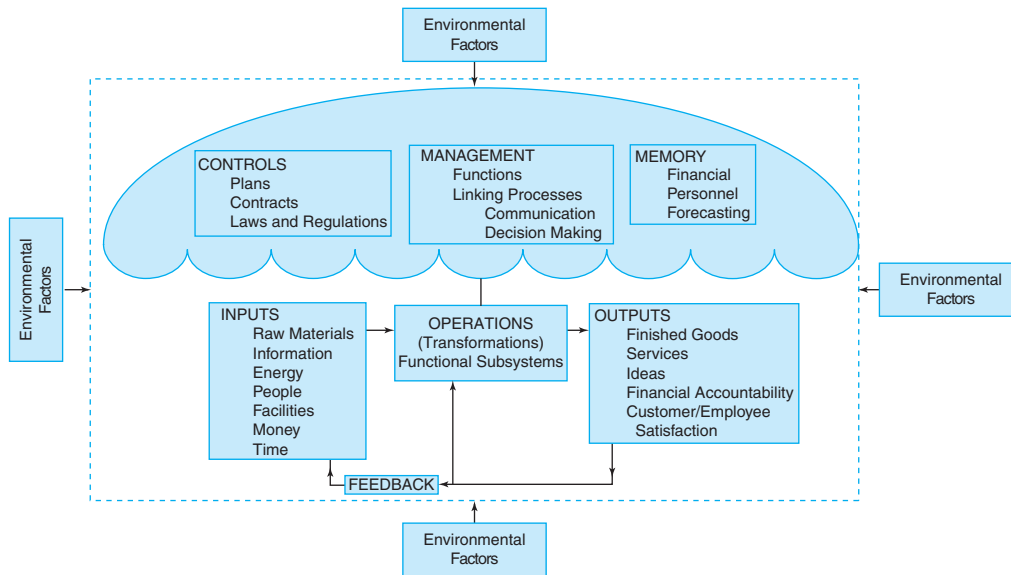 Environmental
Factors
CONTROLS
Plans
Contracts
Laws and Regulations
MANAGEMENT
Functions
Linking Processes
Communication
Decision Making
MEMORY
Financial
Personnel
Forecasting
Environmental
Factors
Environmental
Factors
INPUTS
Raw Materials
Information
Energy
People
Facilities
Money
Time
OPERATIONS
(Transformations)
Functional Subsystems
OUTPUTS
Finished Goods
Services
Ideas
Financial Accountability
Customer/Employee
Satisfaction
FEEDBACK
Environmental
Factors